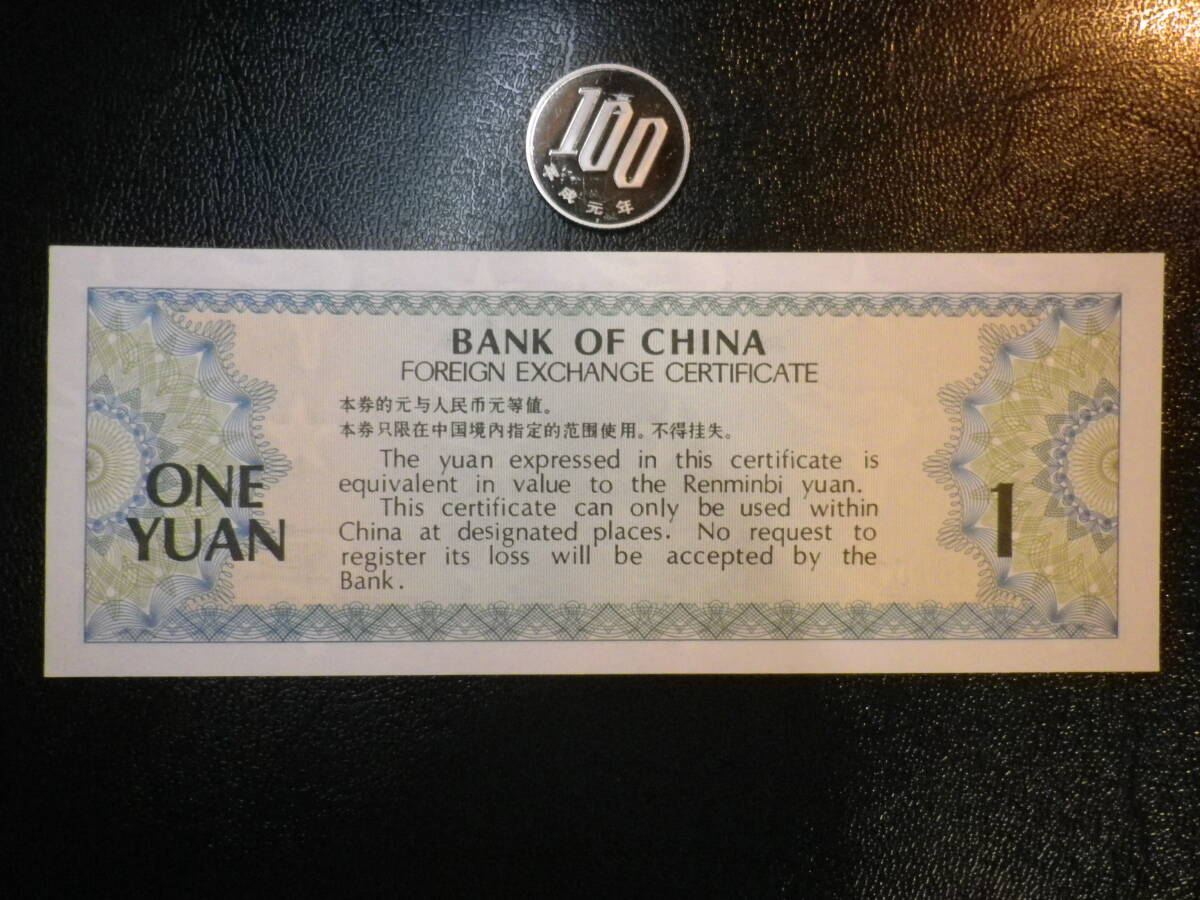 100
平成元年
BANK OF CHINA
FOREIGN EXCHANGE CERTIFICATE
本券的元与人民币元等值。
本券只限在中国境内指定的范围使用。不得挂失。
The yuan expressed in this certificate is
equivalent in value to the Renminbi yuan.
This certificate can only be used within
China at designated places. No request to
register its loss will be accepted by the
Bank.
ONE
YUAN
1